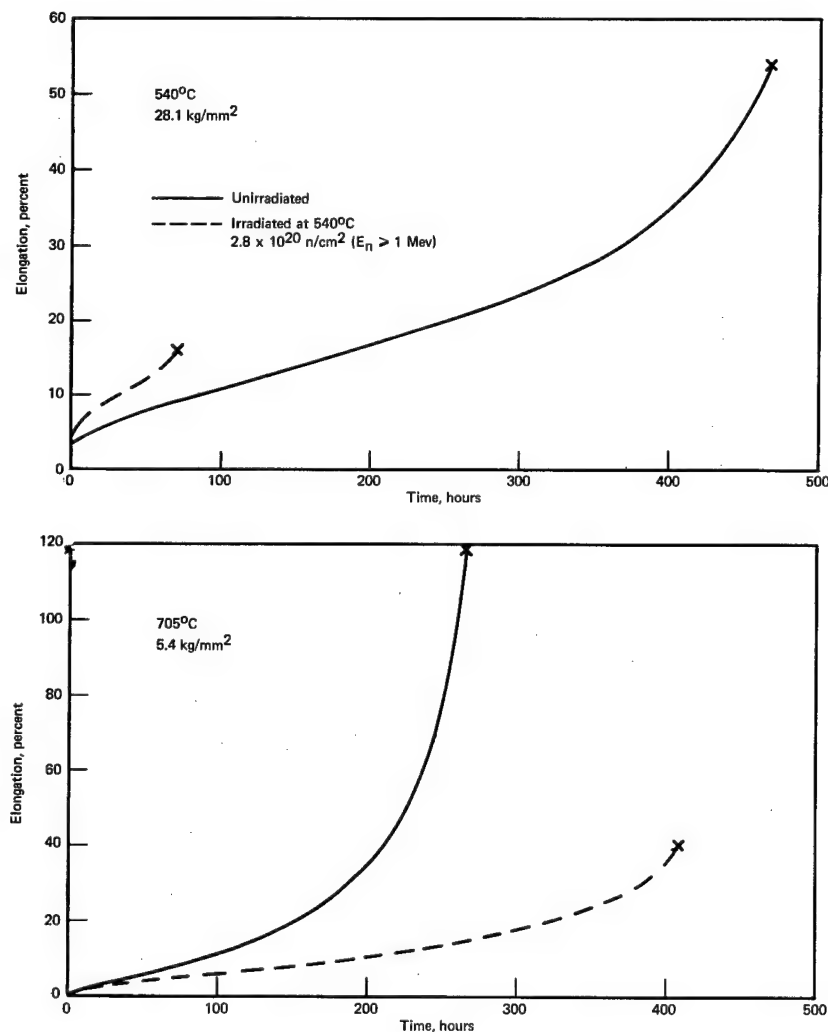 60
50
40
30
20
10
0
Elongation, percent
540°C
28.1 kg/mm²
Unirradiated
Irradiated at 540°C
2.8 x 10²⁰ n/cm² (Eₙ ⩾ 1 Mev)
0
100
200
300
400
500
Time, hours
120
100
80
60
40
20
0
Elongation, percent
705°C
5.4 kg/mm²
0
100
200
300
400
500
Time, hours